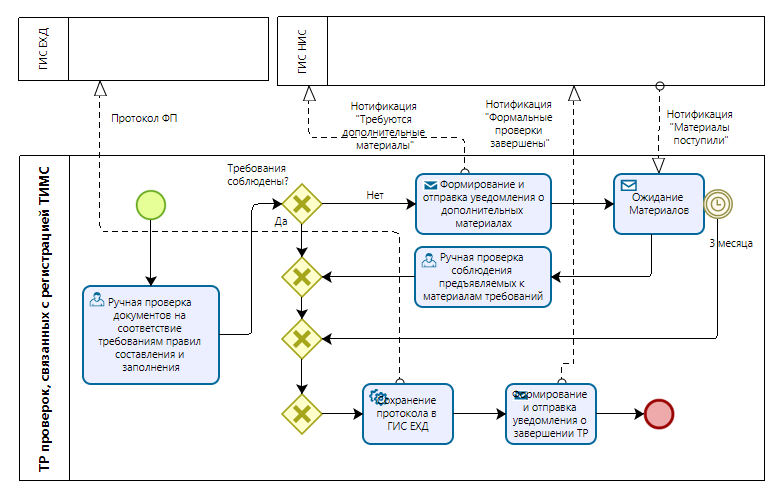 ГИС ЕХД
ГИС НИС
Протокол ФП
Нотификация
"Требуются
дополнительные
материалы"
Нотификация
"Формальные
проверки
завершены"
Нотификация
"Материалы
поступили"
ТР проверок, связанных с регистрацией ТИМС
Требования
соблюдены?
Нет
Да
Формирование и
отправка уведомления о
дополнительных
материалах
Ожидание
Материалов
3 месяца
Ручная проверка
соблюдения
предъявляемых к
материалам требований
Ручная проверка
документов на
соответствие
требованиям правил
составления и
заполнения
Сохранение
протокола в
ГИС ЕХД
Формирование
и отправка
уведомления о
завершении ТР